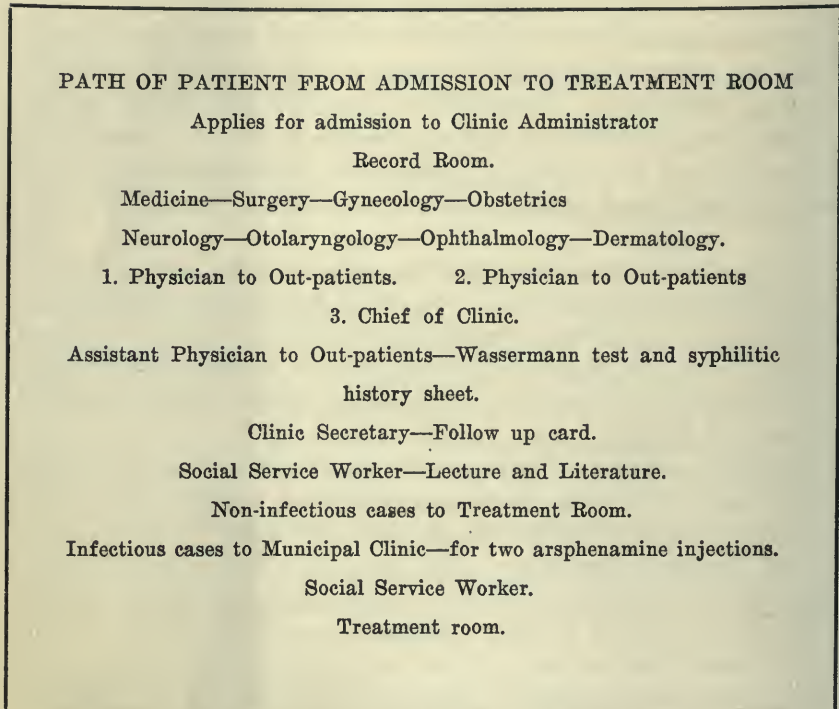 PATH OF PATIENT FROM ADMISSION TO TREATMENT ROOM
Applies for admission to Clinic Administrator
Record Room.
Medicine—Surgery—Gynecology—Obstetrics
Neurology—Otolaryngology—Ophthalmology—Dermatology.
1. Physician to Out-patients. 2. Physician to Out-patients
3. Chief of Clinic.
Assistant Physician to Out-patients—Wassermann test and syphilitic
history sheet.
Clinic Secretary—Follow up card.
Social Service Worker—Lecture and Literature.
Non-infectious cases to Treatment Room.
Infectious cases to Municipal Clinic—for two arsphenamine injections.
Social Service Worker.
Treatment room.